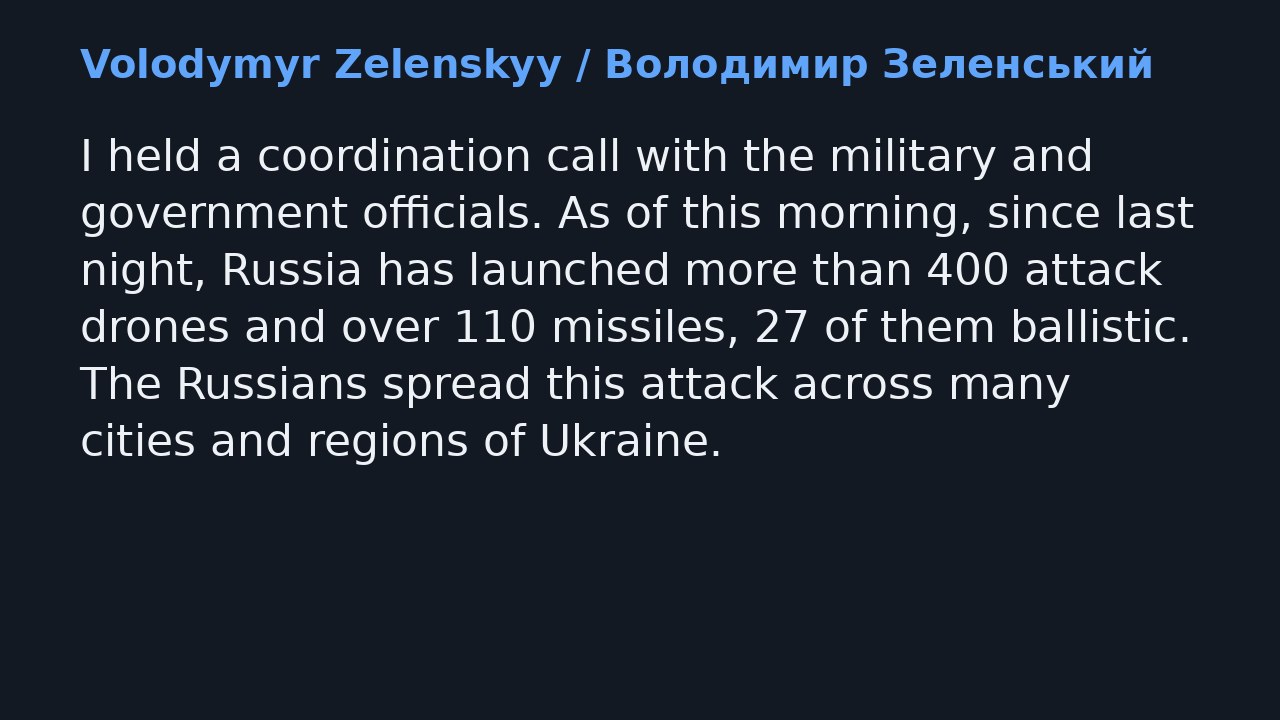 Volodymyr Zelenskyy / Володимир Зеленський
I held a coordination call with the military and
government officials. As of this morning, since last
night, Russia has launched more than 400 attack
drones and over 110 missiles, 27 of them ballistic.
The Russians spread this attack across many
cities and regions of Ukraine.